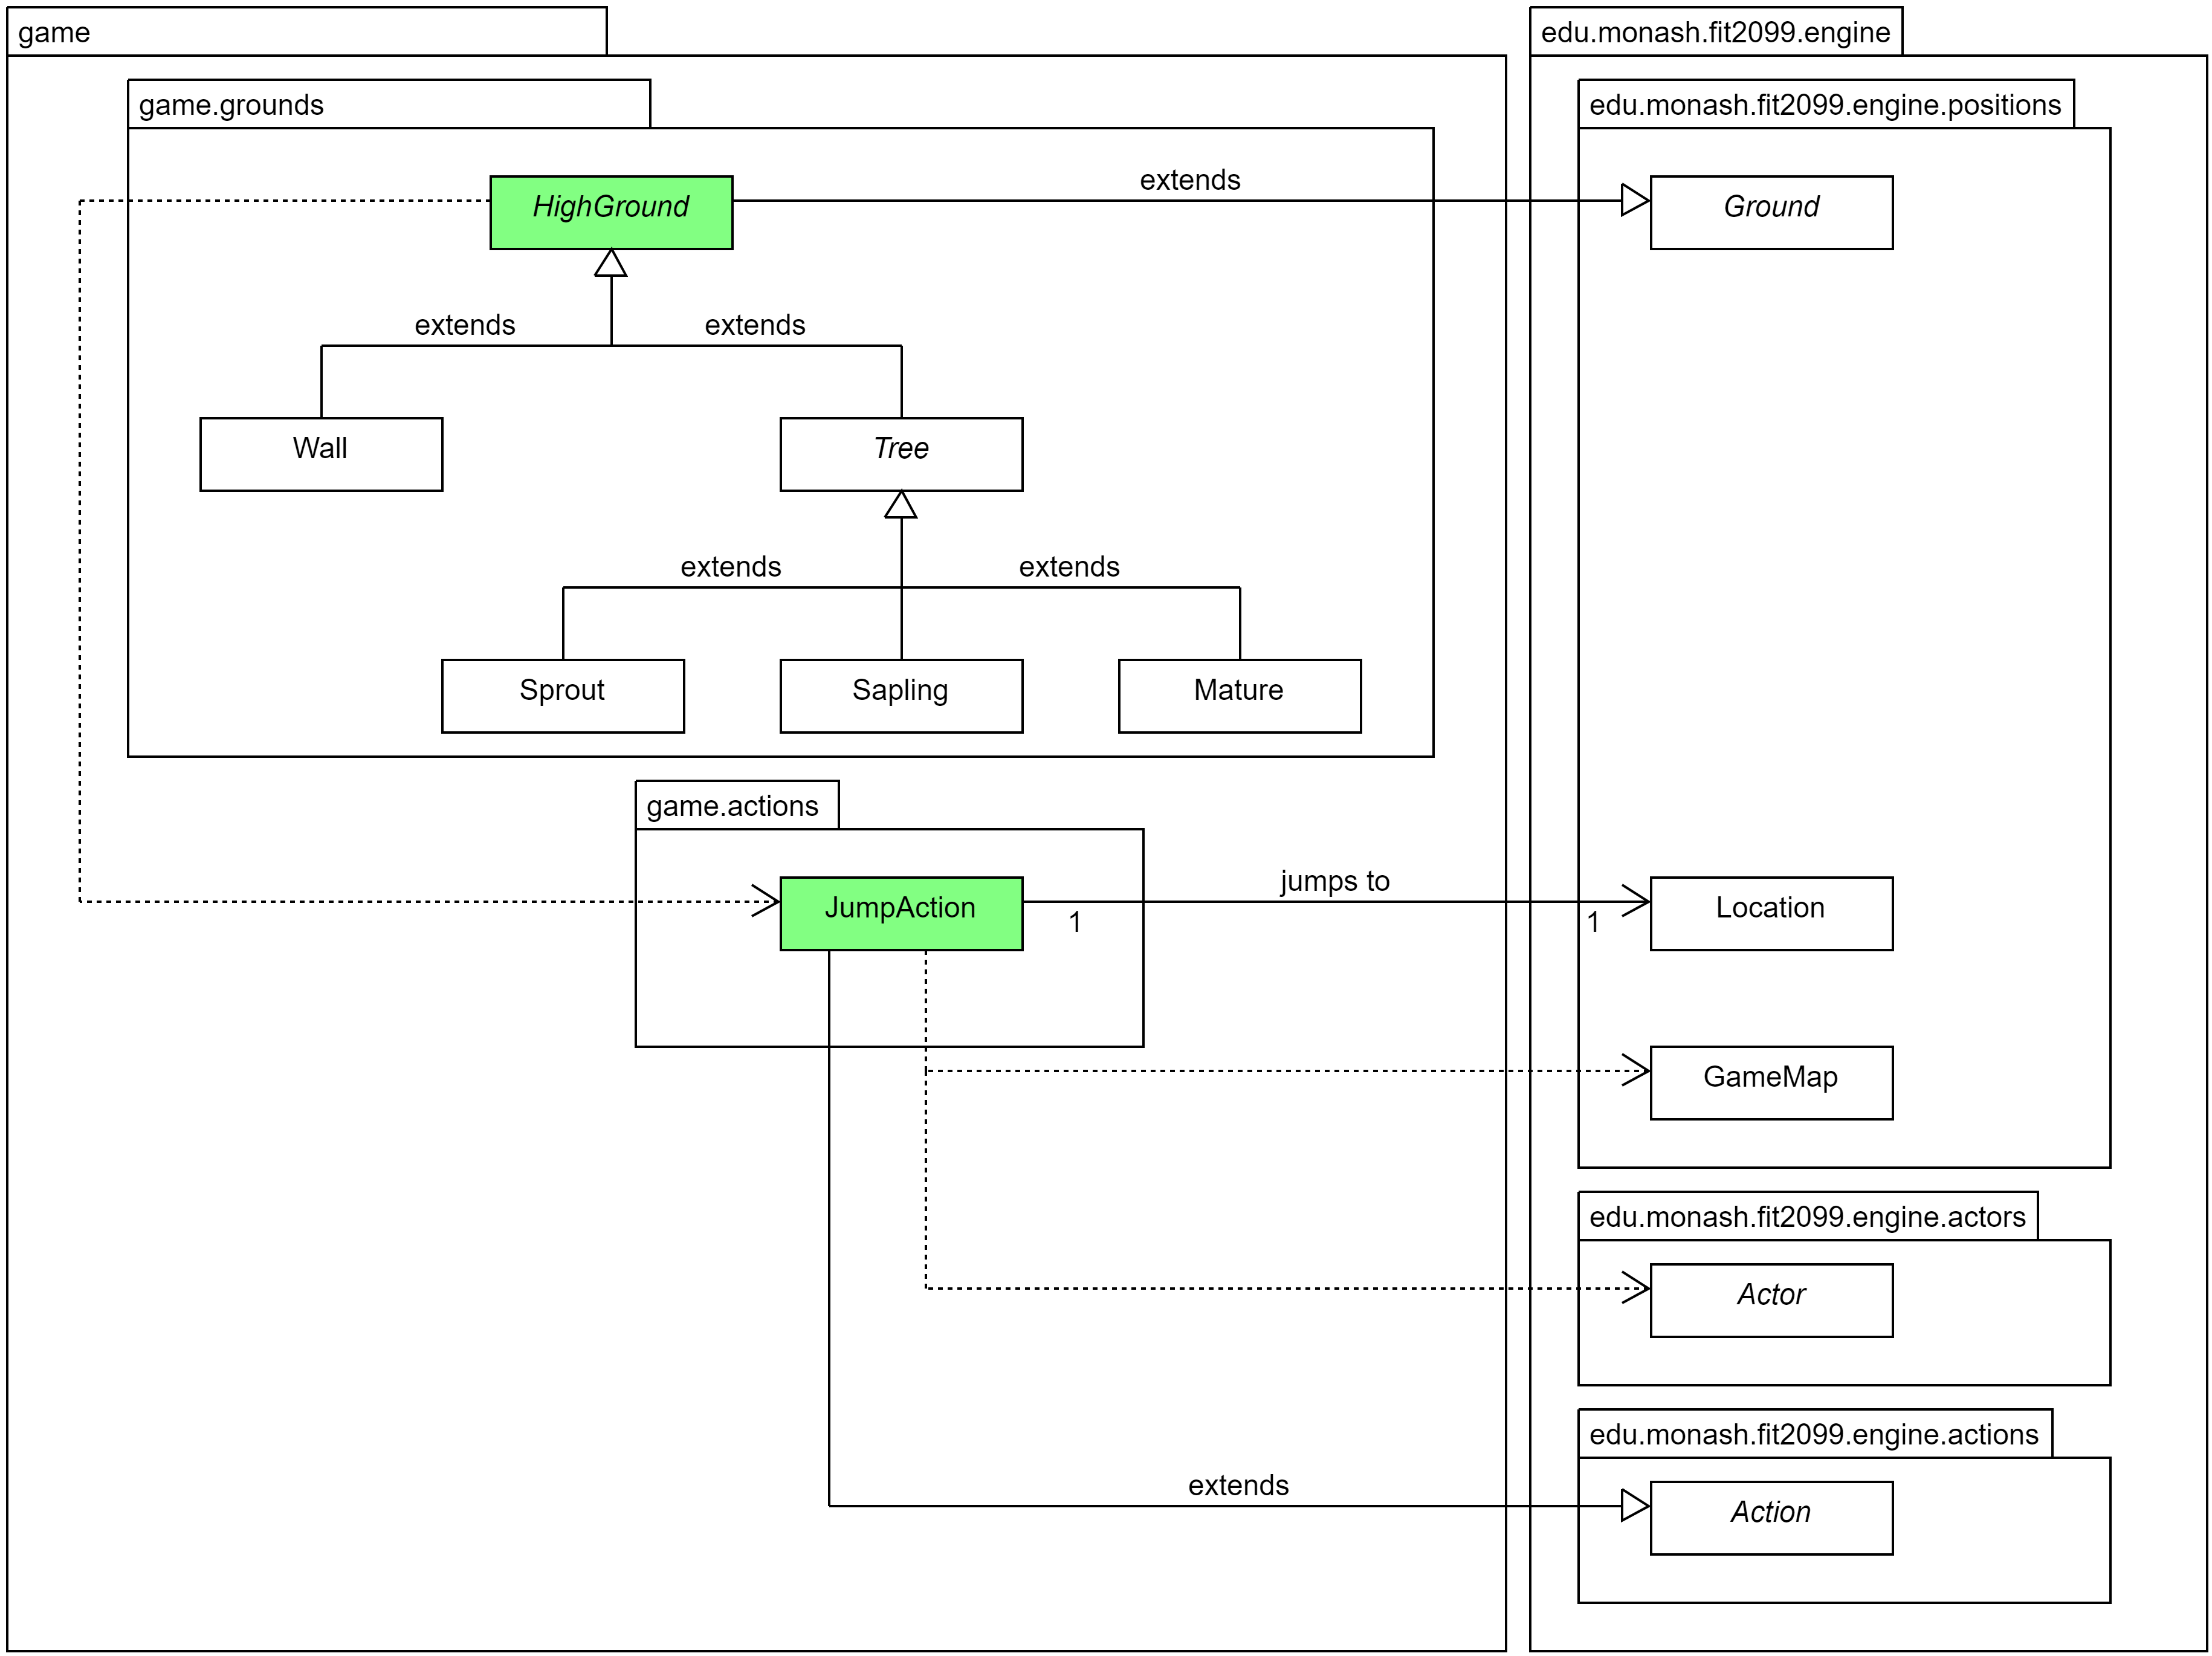 game
edu.monash.fit2099.engine
game.grounds
edu.monash.fit2099.engine.positions
HighGround
extends
Ground
extends
extends
Wall
Tree
extends
extends
Sprout
Sapling
Mature
game.actions
JumpAction
jumps to
1
1
Location
GameMap
edu.monash.fit2099.engine.actors
Actor
edu.monash.fit2099.engine.actions
extends
Action